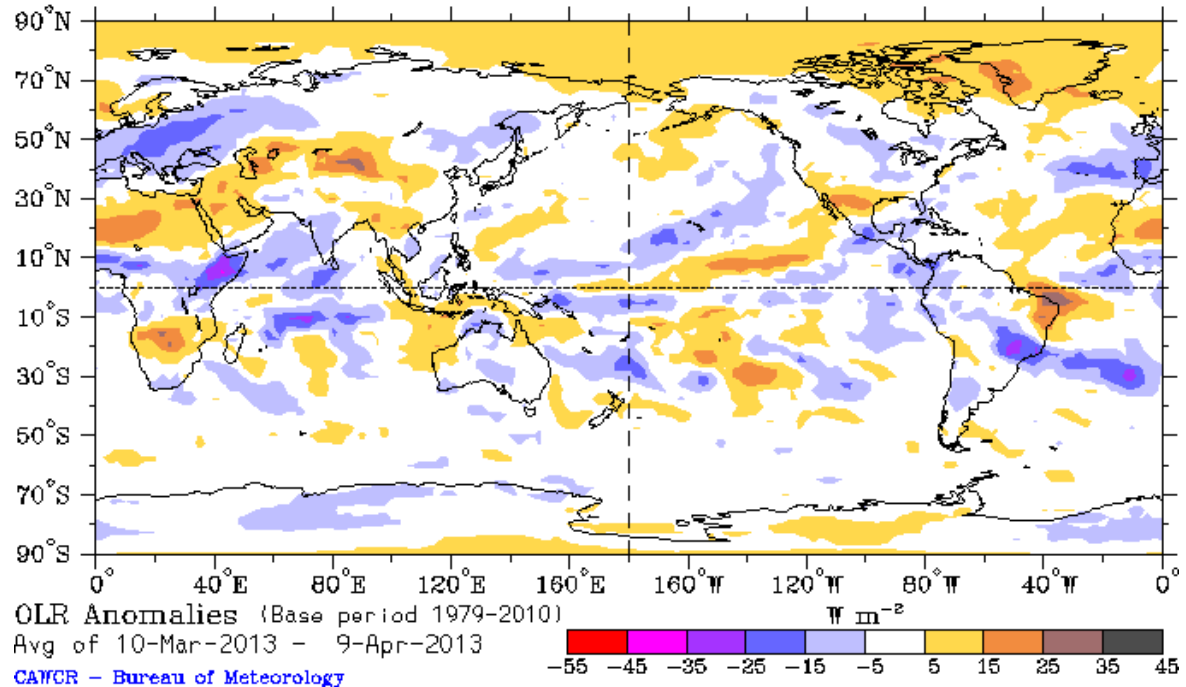 90°N
70°N
50°N
30°N
10°N
10°S
30°S
50°S
70°S
90°S
0° 40°E 80°E 120°E 160°E 160°W 120°W 80°W 40°W 0°
OLR Anomalies (Base period 1979-2010)
W m⁻²
Avg of 10-Mar-2013 - 9-Apr-2013
-55 -45 -35 -25 -15 -5 5 15 25 35 45
CAWCR - Bureau of Meteorology